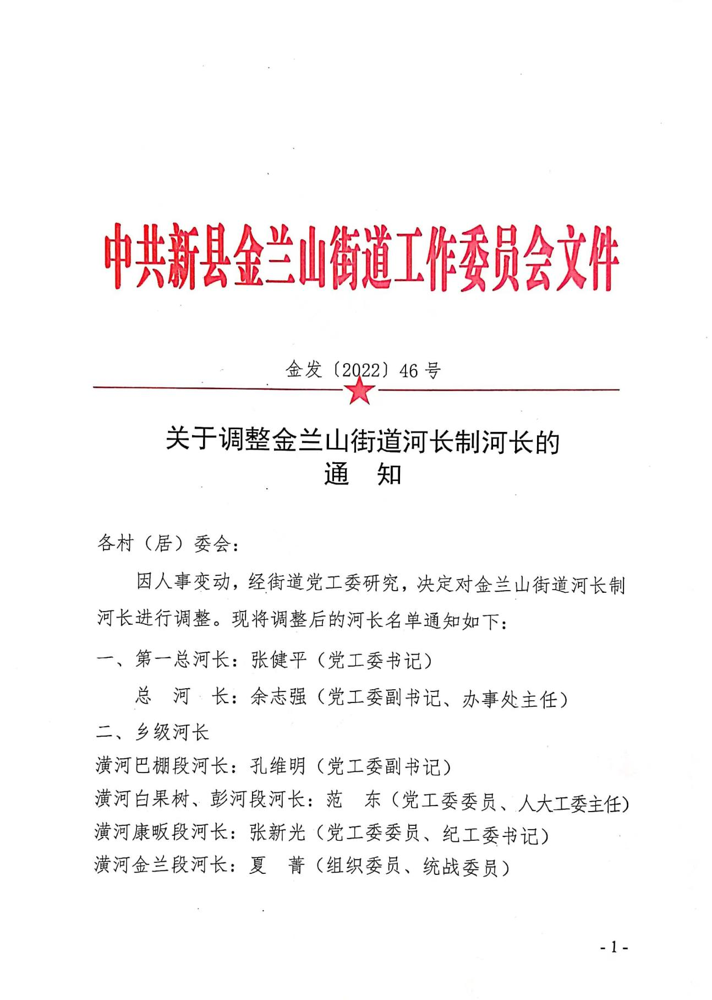 中共新县金兰山街道工作委员会文件
金发〔2022〕46号
关于调整金兰山街道河长制河长的
通　知
各村（居）委会：
因人事变动，经街道党工委研究，决定对金兰山街道河长制
河长进行调整。现将调整后的河长名单通知如下：
一、第一总河长：张健平（党工委书记）
总　河　长：余志强（党工委副书记、办事处主任）
二、乡级河长
潢河巴棚段河长：孔维明（党工委副书记）
潢河白果树、彭河段河长：范　东（党工委委员、人大工委主任）
潢河康畈段河长：张新光（党工委委员、纪工委书记）
潢河金兰段河长：夏　菁（组织委员、统战委员）
- 1 -